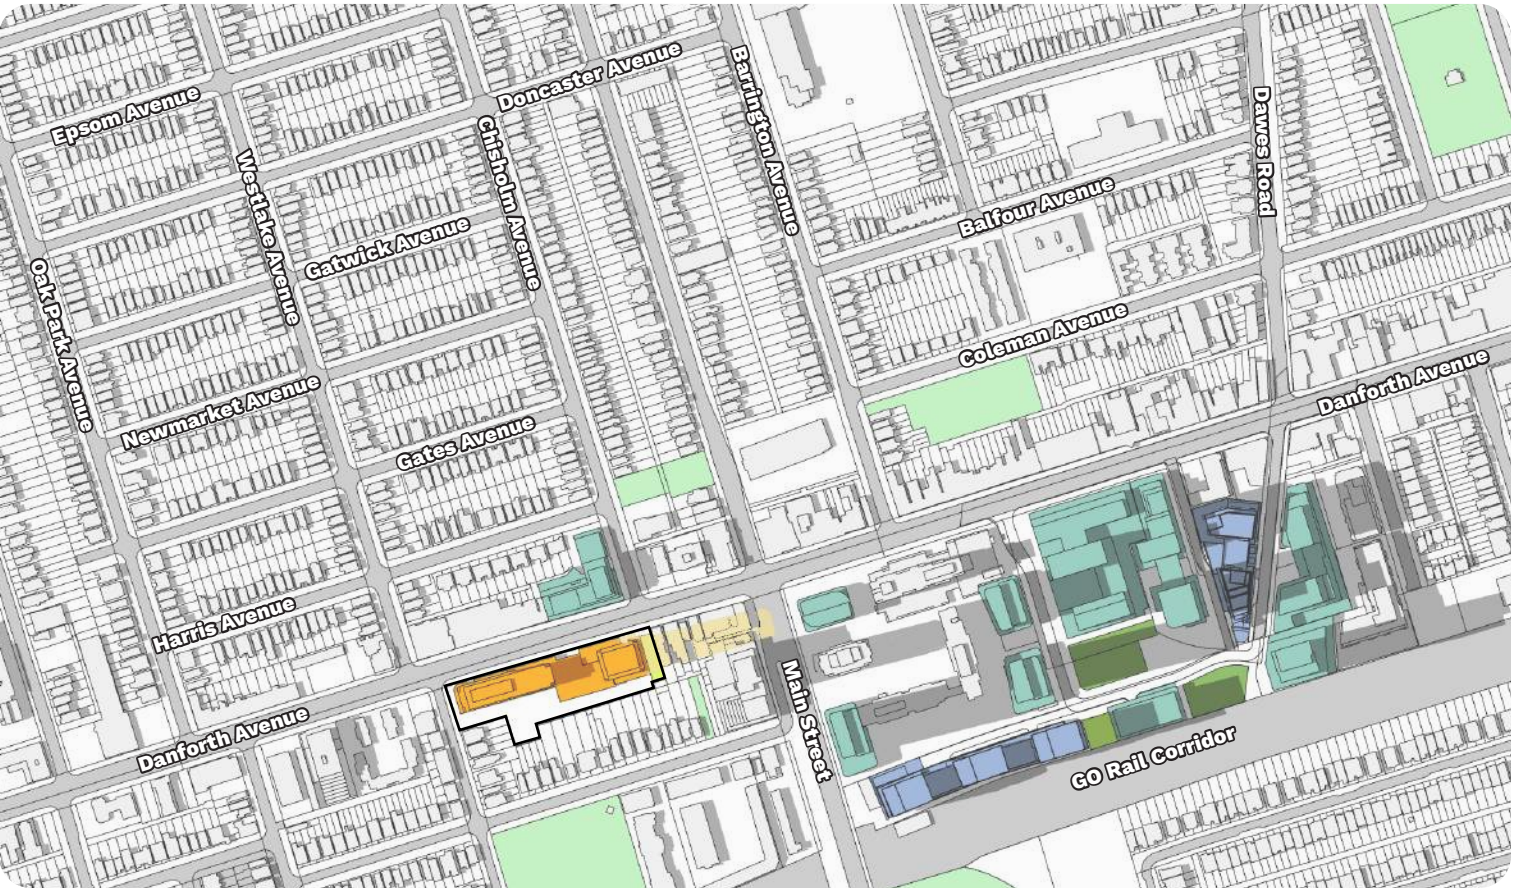 Doncaster Avenue
Epsom Avenue
Barrington Avenue
Dawes Road
Chisholm Avenue
Westlake Avenue
Balfour Avenue
Gatwick Avenue
Oak Park Avenue
Coleman Avenue
Danforth Avenue
Newmarket Avenue
Gates Avenue
Harris Avenue
Main Street
Danforth Avenue
GO Rail Corridor